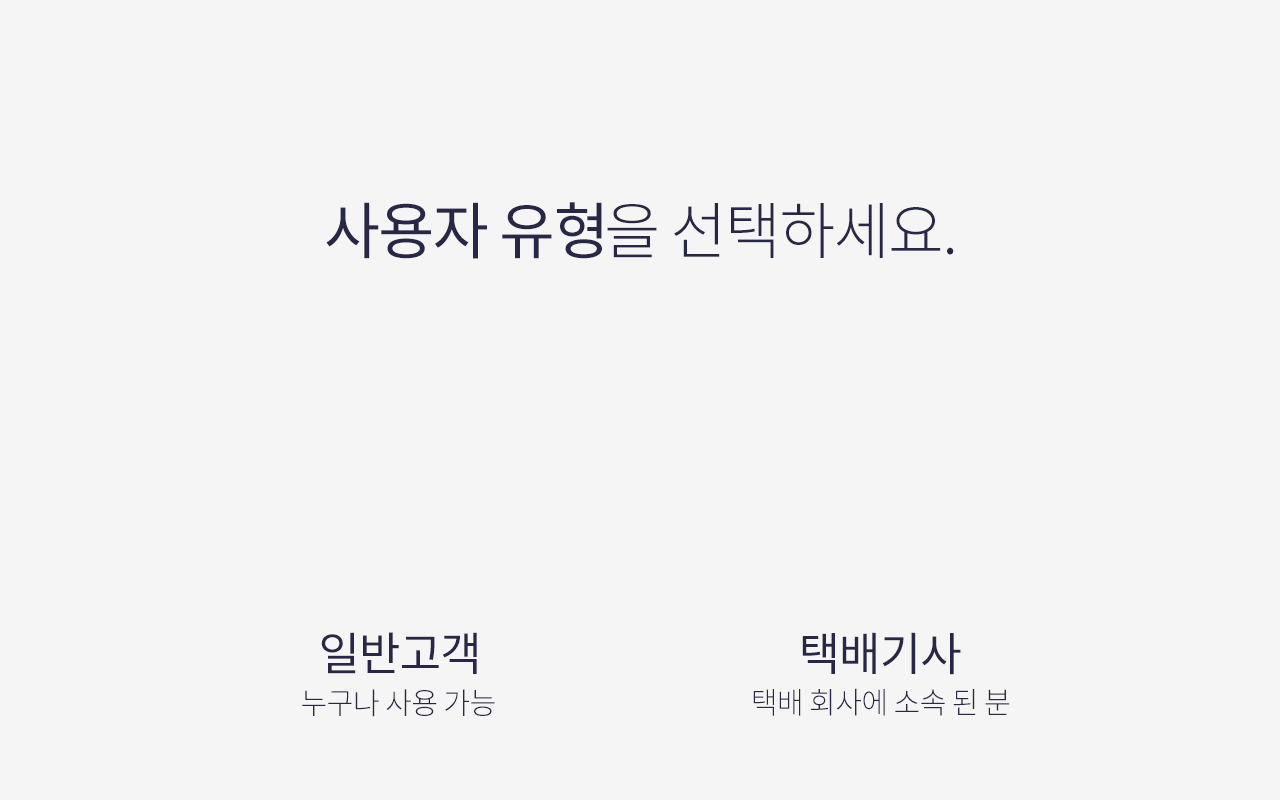 사용자 유형을 선택하세요.
일반고객
누구나 사용 가능
택배기사
택배 회사에 소속 된 분